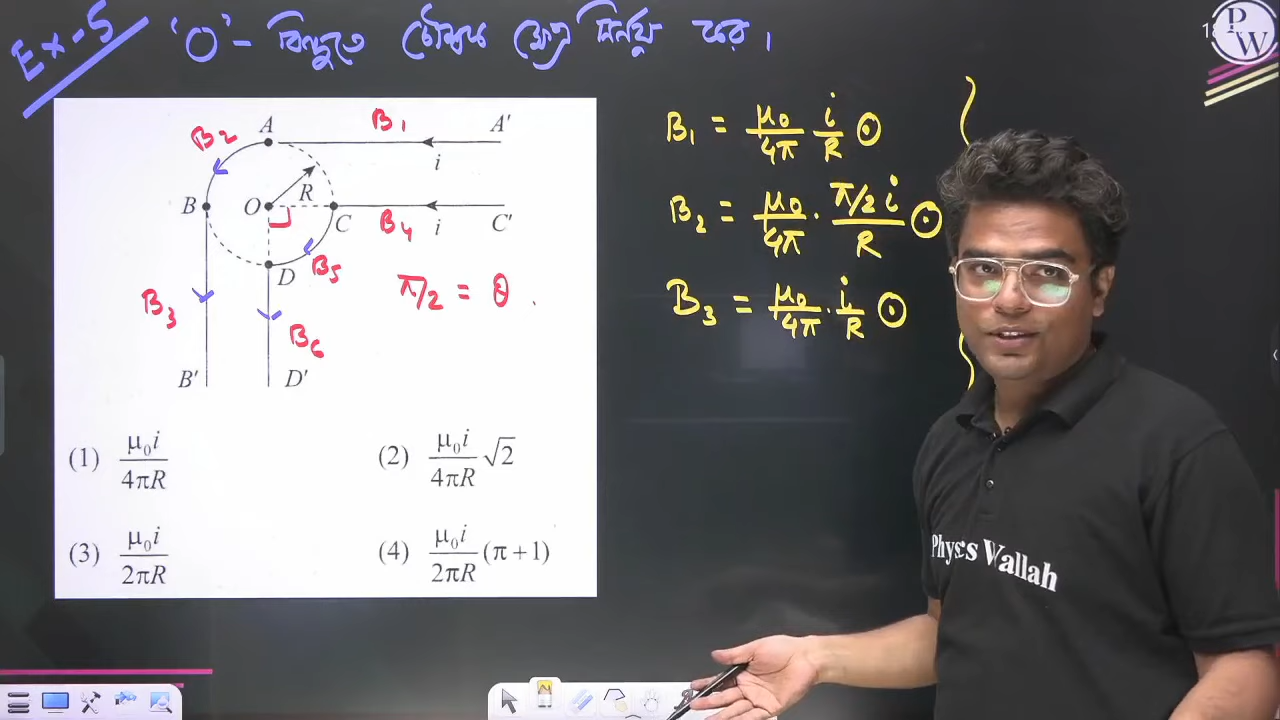 Ex-5 'O'- বিন্দুতে চৌম্বক ক্ষেত্র নির্ণয় কর।
P
W
B₂ A B₁ A'
i
B O R C B₄ i C'
D B₅
π/2 = θ .
B₃ B₆
B' D'
(1) μ₀i/4πR (2) μ₀i/4πR √2
(3) μ₀i/2πR (4) μ₀i/2πR (π + 1)
B₁ = μ₀/4π i/R ⊙
B₂ = μ₀/4π . π/2 i/R ⊙
B₃ = μ₀/4π . i/R ⊙
Physics Wallah